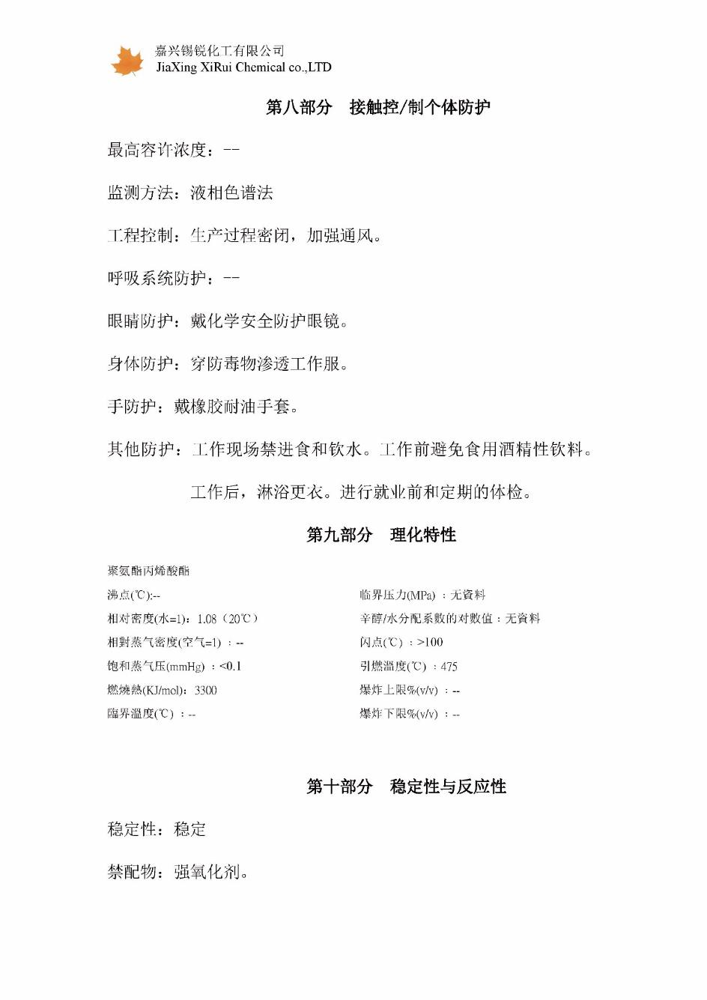 嘉兴锡锐化工有限公司
JiaXing XiRui Chemical co.,LTD
第八部分 接触控/制个体防护
最高容许浓度：--
监测方法：液相色谱法
工程控制：生产过程密闭，加强通风。
呼吸系统防护：--
眼睛防护：戴化学安全防护眼镜。
身体防护：穿防毒物渗透工作服。
手防护：戴橡胶耐油手套。
其他防护：工作现场禁进食和饮水。工作前避免食用酒精性饮料。
工作后，淋浴更衣。进行就业前和定期的体检。
第九部分 理化特性
聚氨酯丙烯酸酯
沸点(℃):--
临界压力(MPa)：无資料
相对密度(水=1)：1.08（20℃）
辛醇/水分配系数的对数值：无資料
相對蒸气密度(空气=1)：--
闪点(℃)：>100
饱和蒸气压(mmHg)：<0.1
引燃溫度(℃)：475
燃烧熱(KJ/mol)：3300
爆炸上限%(v/v)：--
臨界溫度(℃)：--
爆炸下限%(v/v)：--
第十部分 稳定性与反应性
稳定性：稳定
禁配物：强氧化剂。